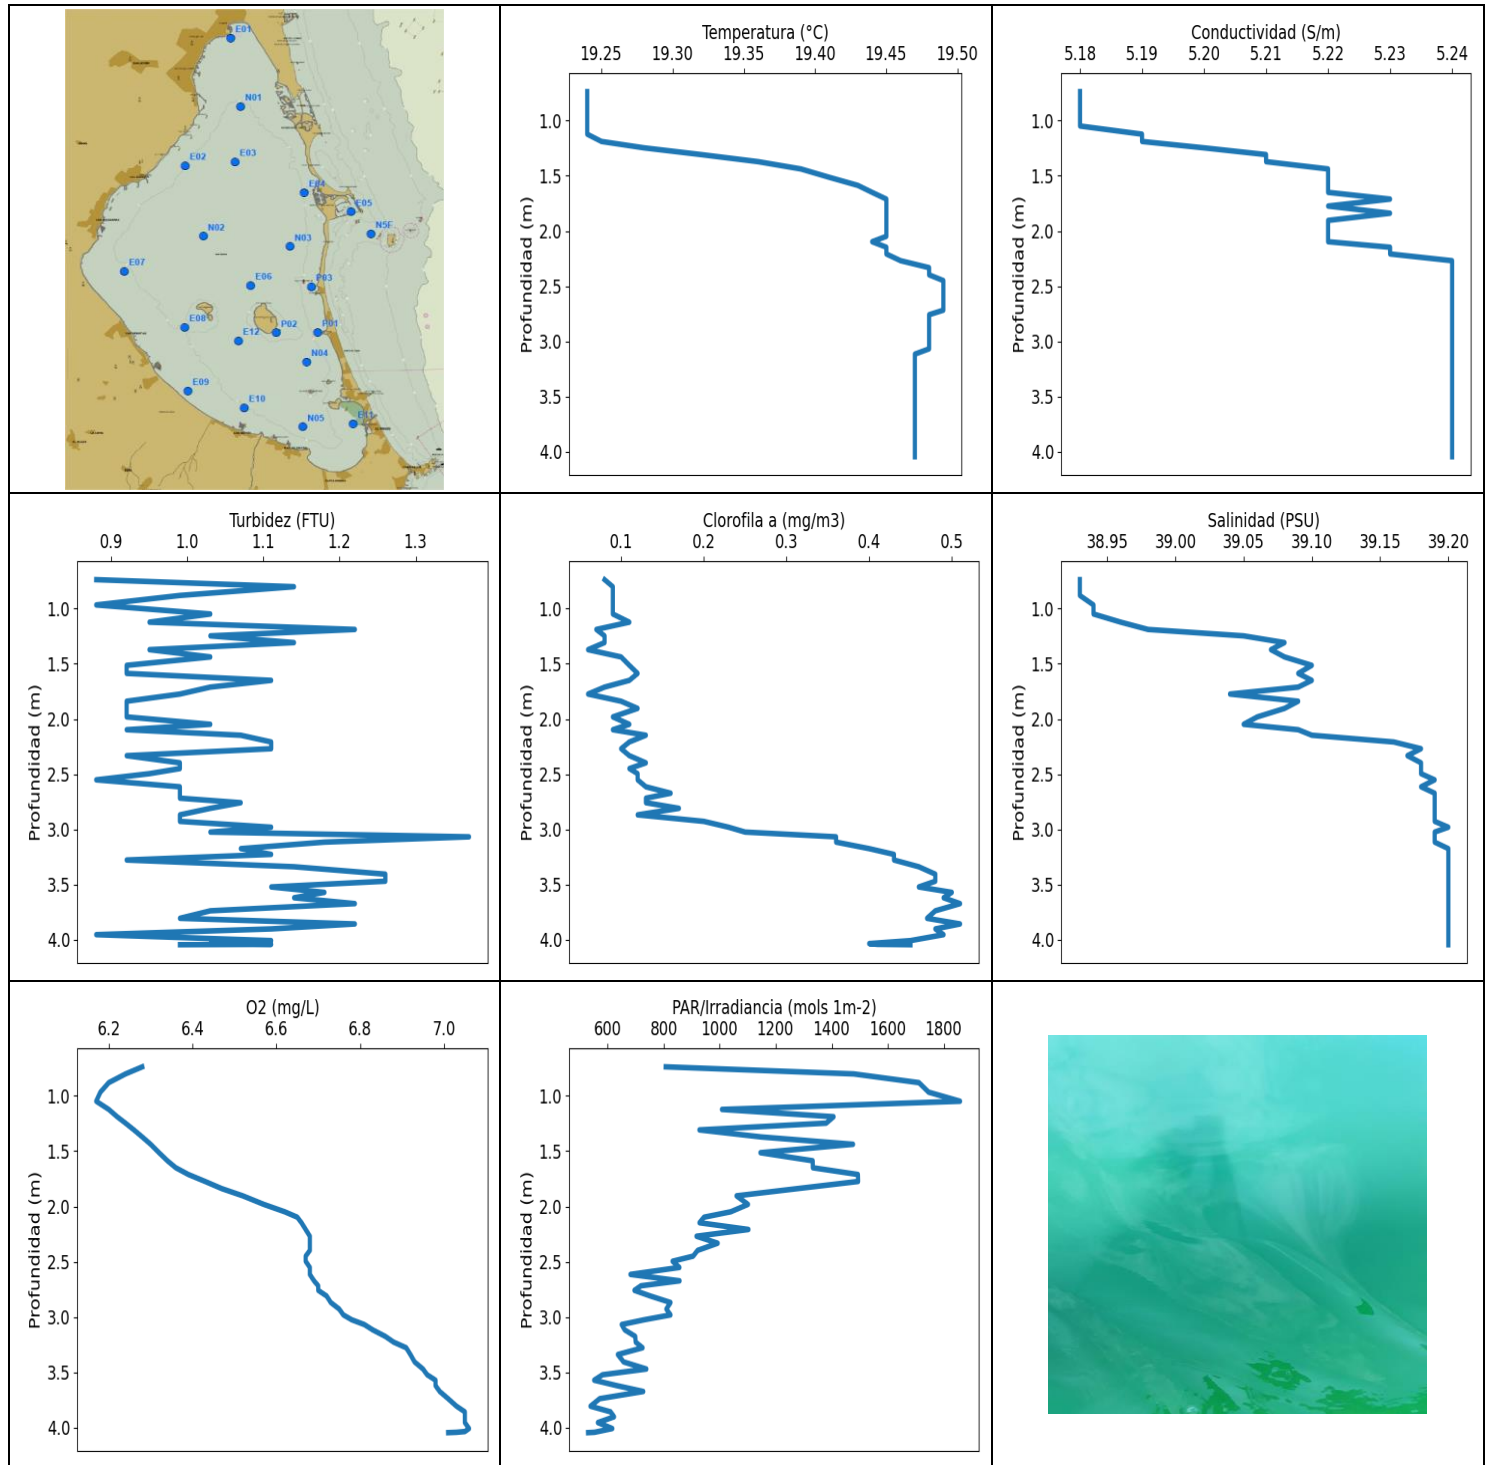 E01
N01
E02
E03
E04
E05
N5F
N02
N03
E07
E06
P03
E08
E12
P02
P01
N04
E09
E10
N05
E11
Temperatura (°C)
19.25 19.30 19.35 19.40 19.45 19.50
Profundidad (m)
1.0
1.5
2.0
2.5
3.0
3.5
4.0
Conductividad (S/m)
5.18 5.19 5.20 5.21 5.22 5.23 5.24
Profundidad (m)
1.0
1.5
2.0
2.5
3.0
3.5
4.0
Turbidez (FTU)
0.9 1.0 1.1 1.2 1.3
Profundidad (m)
1.0
1.5
2.0
2.5
3.0
3.5
4.0
Clorofila a (mg/m3)
0.1 0.2 0.3 0.4 0.5
Profundidad (m)
1.0
1.5
2.0
2.5
3.0
3.5
4.0
Salinidad (PSU)
38.95 39.00 39.05 39.10 39.15 39.20
Profundidad (m)
1.0
1.5
2.0
2.5
3.0
3.5
4.0
O2 (mg/L)
6.2 6.4 6.6 6.8 7.0
Profundidad (m)
1.0
1.5
2.0
2.5
3.0
3.5
4.0
PAR/Irradiancia (mols 1m-2)
600 800 1000 1200 1400 1600 1800
Profundidad (m)
1.0
1.5
2.0
2.5
3.0
3.5
4.0